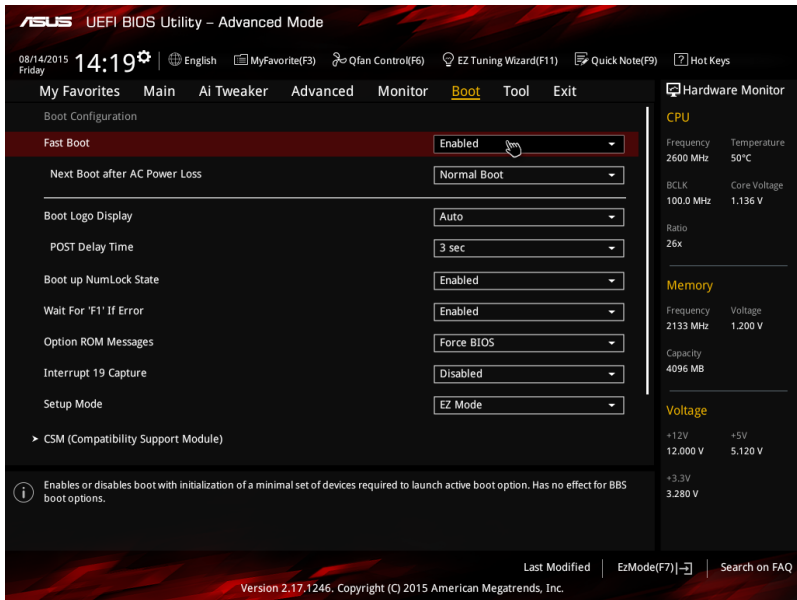 ASUS UEFI BIOS Utility – Advanced Mode
08/14/2015 Friday 14:19 English MyFavorite(F3) Qfan Control(F6) EZ Tuning Wizard(F11) Quick Note(F9) ? Hot Keys
My Favorites Main Ai Tweaker Advanced Monitor Boot Tool Exit
Boot Configuration
Fast Boot Enabled
Next Boot after AC Power Loss Normal Boot
Boot Logo Display Auto
POST Delay Time 3 sec
Boot up NumLock State Enabled
Wait For 'F1' If Error Enabled
Option ROM Messages Force BIOS
Interrupt 19 Capture Disabled
Setup Mode EZ Mode
CSM (Compatibility Support Module)
Enables or disables boot with initialization of a minimal set of devices required to launch active boot option. Has no effect for BBS
boot options.
Hardware Monitor
CPU
Frequency Temperature
2600 MHz 50°C
BCLK Core Voltage
100.0 MHz 1.136 V
Ratio
26x
Memory
Frequency Voltage
2133 MHz 1.200 V
Capacity
4096 MB
Voltage
+12V +5V
12.000 V 5.120 V
+3.3V
3.280 V
Last Modified EzMode(F7) Search on FAQ
Version 2.17.1246. Copyright (C) 2015 American Megatrends, Inc.